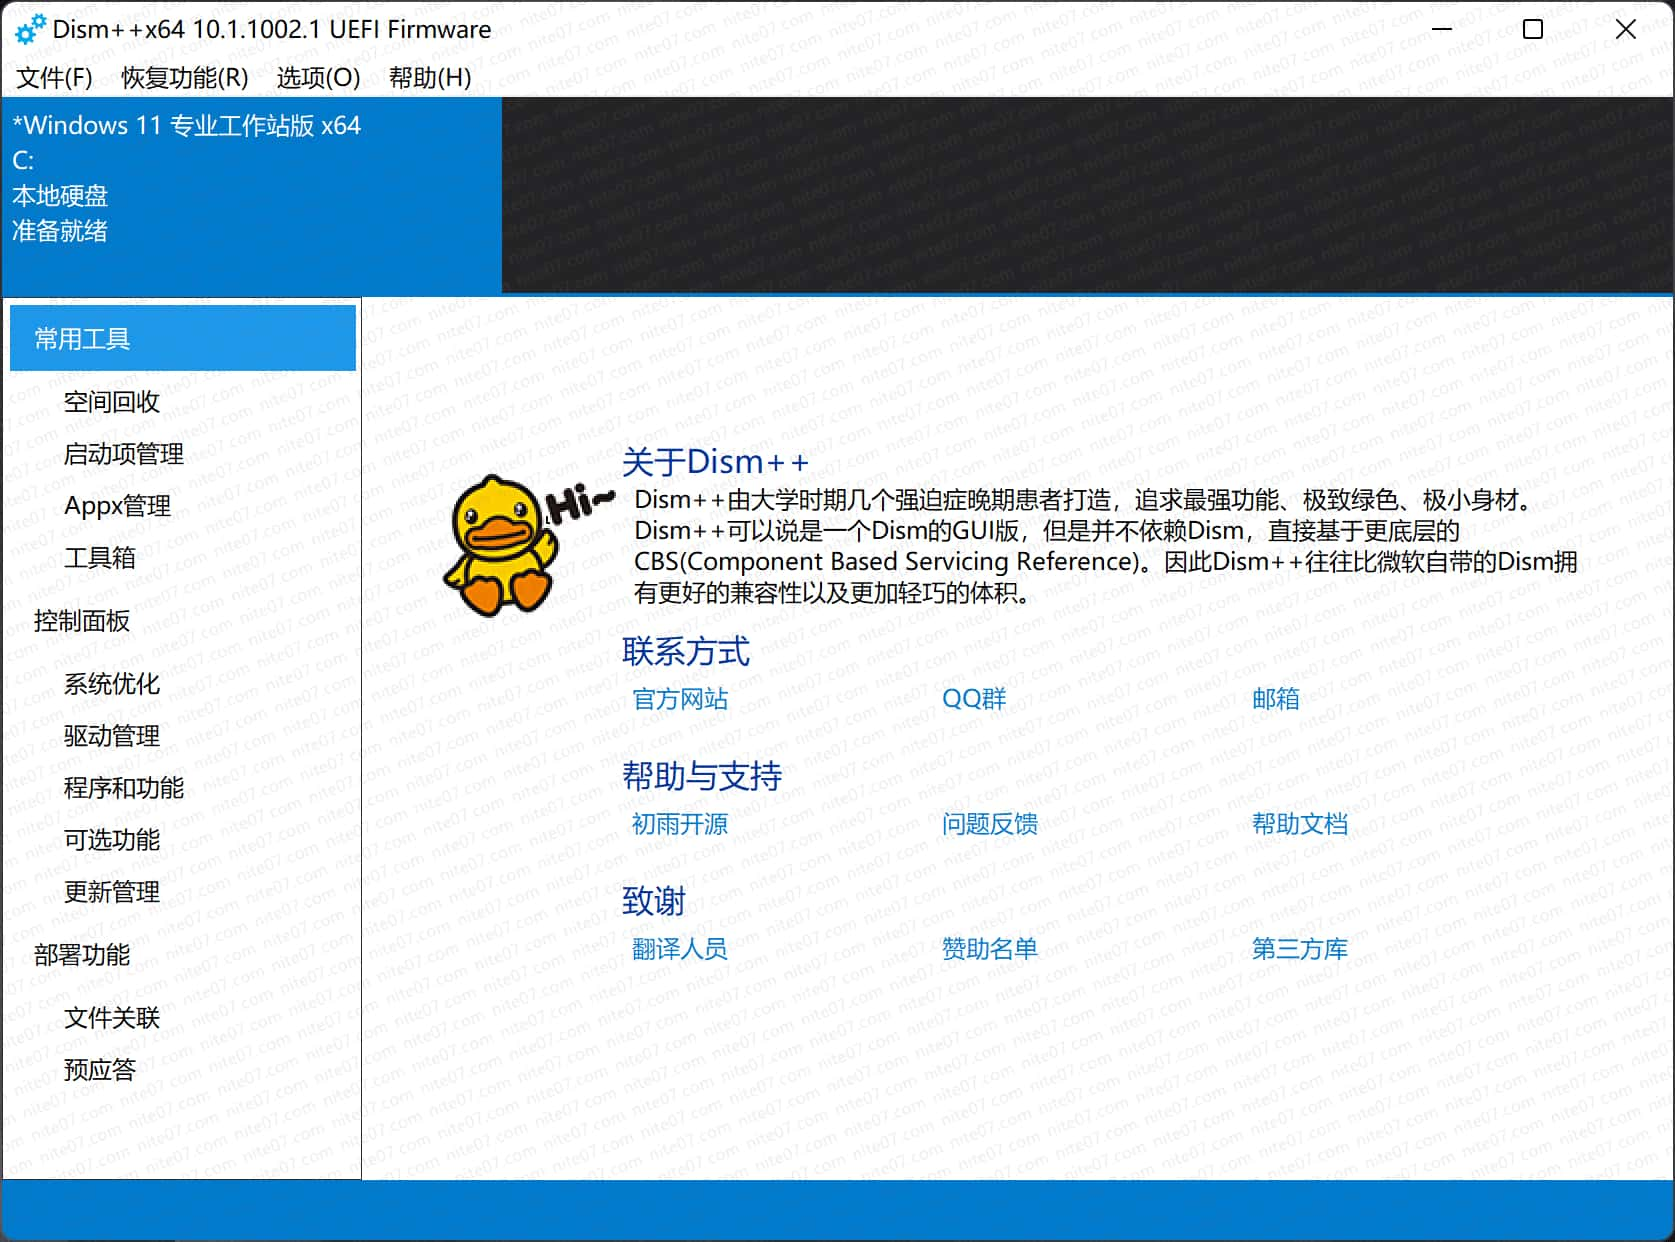 Dism++x64 10.1.1002.1 UEFI Firmware
文件(F) 恢复功能(R) 选项(O) 帮助(H)
*Windows 11 专业工作站版 x64
C:
本地硬盘
准备就绪
常用工具
空间回收
启动项管理
Appx管理
工具箱
控制面板
系统优化
驱动管理
程序和功能
可选功能
更新管理
部署功能
文件关联
预应答
Hi~
关于Dism++
Dism++由大学时期几个强迫症晚期患者打造，追求最强功能、极致绿色、极小身材。
Dism++可以说是一个Dism的GUI版，但是并不依赖Dism，直接基于更底层的
CBS(Component Based Servicing Reference)。因此Dism++往往比微软自带的Dism拥
有更好的兼容性以及更加轻巧的体积。
联系方式
官方网站 QQ群 邮箱
帮助与支持
初雨开源 问题反馈 帮助文档
致谢
翻译人员 赞助名单 第三方库
nite07.com